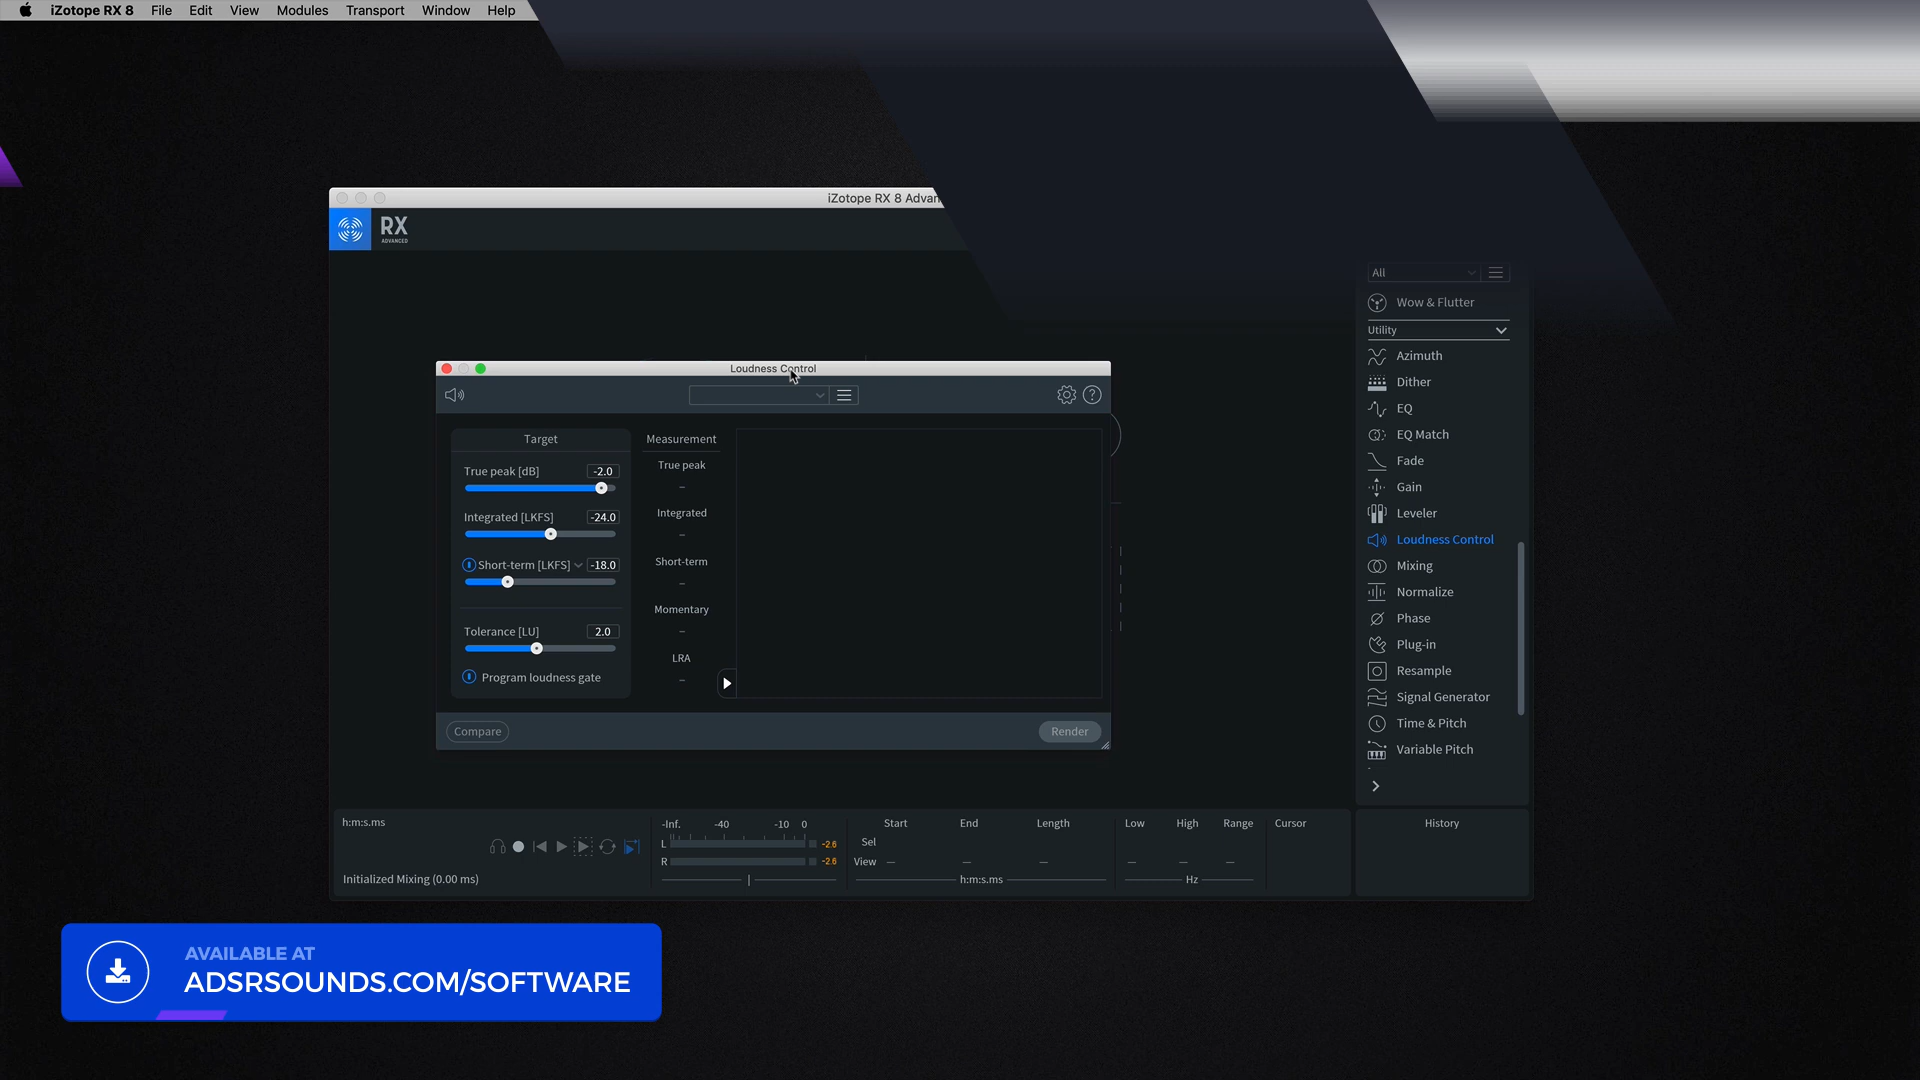 iZotope RX 8 File Edit View Modules Transport Window Help
iZotope RX 8 Advan
RX
ADVANCED
All
Wow & Flutter
Utility
Azimuth
Dither
EQ
EQ Match
Fade
Gain
Leveler
Loudness Control
Mixing
Normalize
Phase
Plug-in
Resample
Signal Generator
Time & Pitch
Variable Pitch
Loudness Control
Target
True peak [dB] -2.0
Integrated [LKFS] -24.0
Short-term [LKFS] -18.0
Tolerance [LU] 2.0
Program loudness gate
Measurement
True peak
–
Integrated
–
Short-term
–
Momentary
–
LRA
–
Compare
Render
h:m:s.ms
Initialized Mixing (0.00 ms)
-Inf. -40 -10 0
L -2.6
R -2.6
Start End Length Low High Range Cursor
Sel
View — — — — — —
h:m:s.ms Hz
History
AVAILABLE AT
ADSRSOUNDS.COM/SOFTWARE